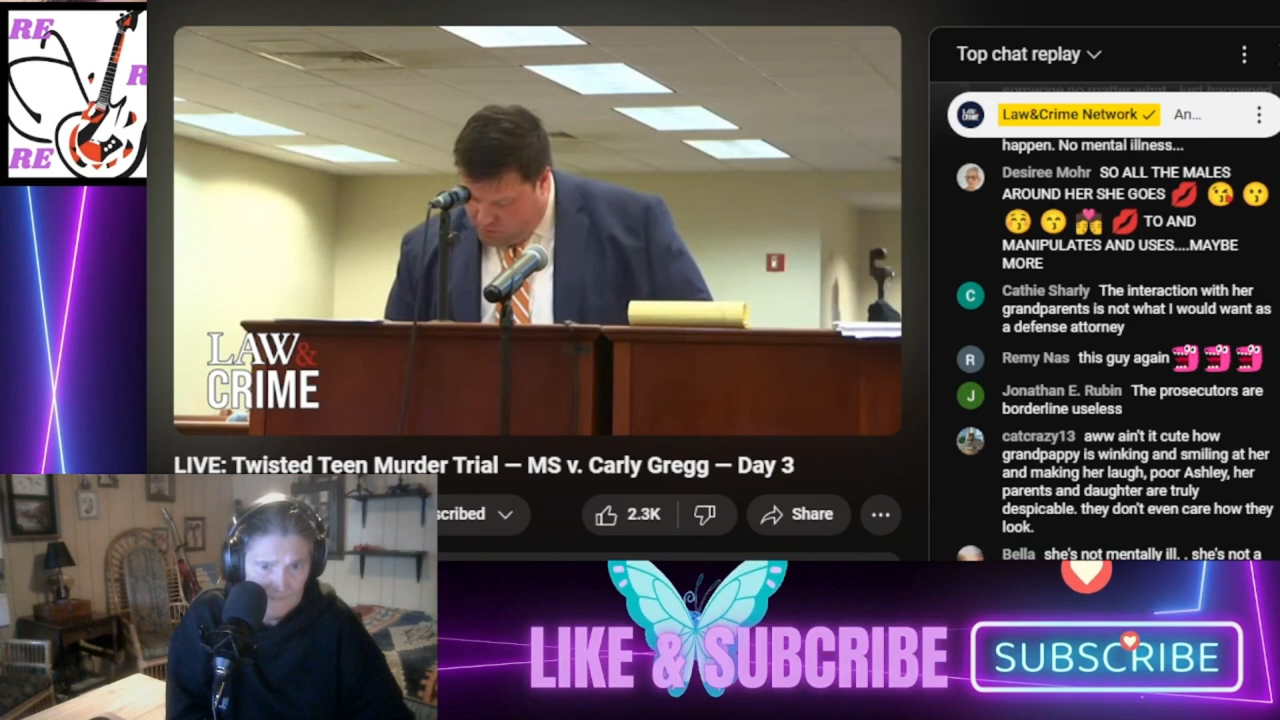 RE
R
RE
LAW&
CRIME
LIVE: Twisted Teen Murder Trial — MS v. Carly Gregg — Day 3
scribed
2.3K
Share
Top chat replay
Law&Crime Network An...
happen. No mental illness...
Desiree Mohr SO ALL THE MALES
AROUND HER SHE GOES 💋 😘 😗
😚 😙 👩‍❤️‍💋‍👩 💋 TO AND
MANIPULATES AND USES....MAYBE
MORE
C
Cathie Sharly The interaction with her
grandparents is not what I would want as
a defense attorney
R
Remy Nas this guy again
J
Jonathan E. Rubin The prosecutors are
borderline useless
catcrazy13 aww ain't it cute how
grandpappy is winking and smiling at her
and making her laugh, poor Ashley, her
parents and daughter are truly
despicable. they don't even care how they
look.
Bella she's not mentally ill. . she's not a
LIKE & SUBCRIBE
SUBSCRIBE